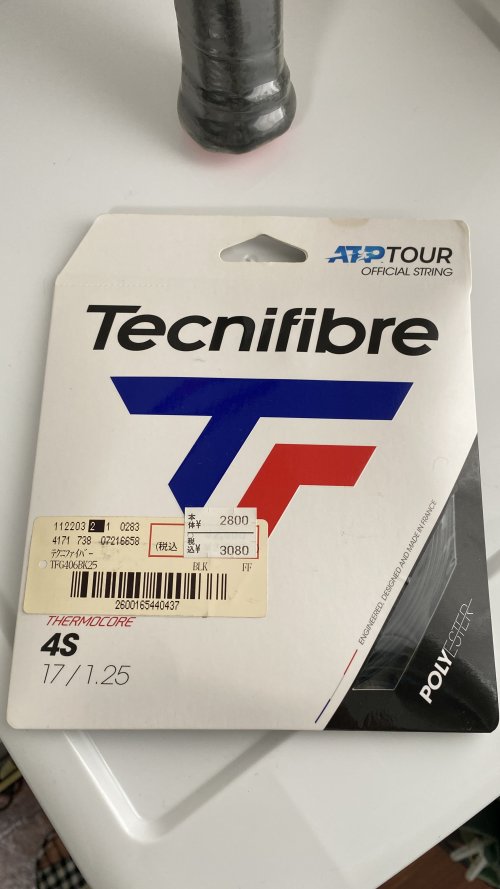 ATP TOUR
OFFICIAL STRING
Tecnifibre
112203 2 1 0283
4171 738 07216658
テクニファイバー
TFG406BK25 BLK FF
(税込
本体¥ 2800
税込¥ 3080
2600165440437
THERMOCORE
4S
17/1.25
ENGINEERED, DESIGNED AND MADE IN FRANCE
POLYESTER